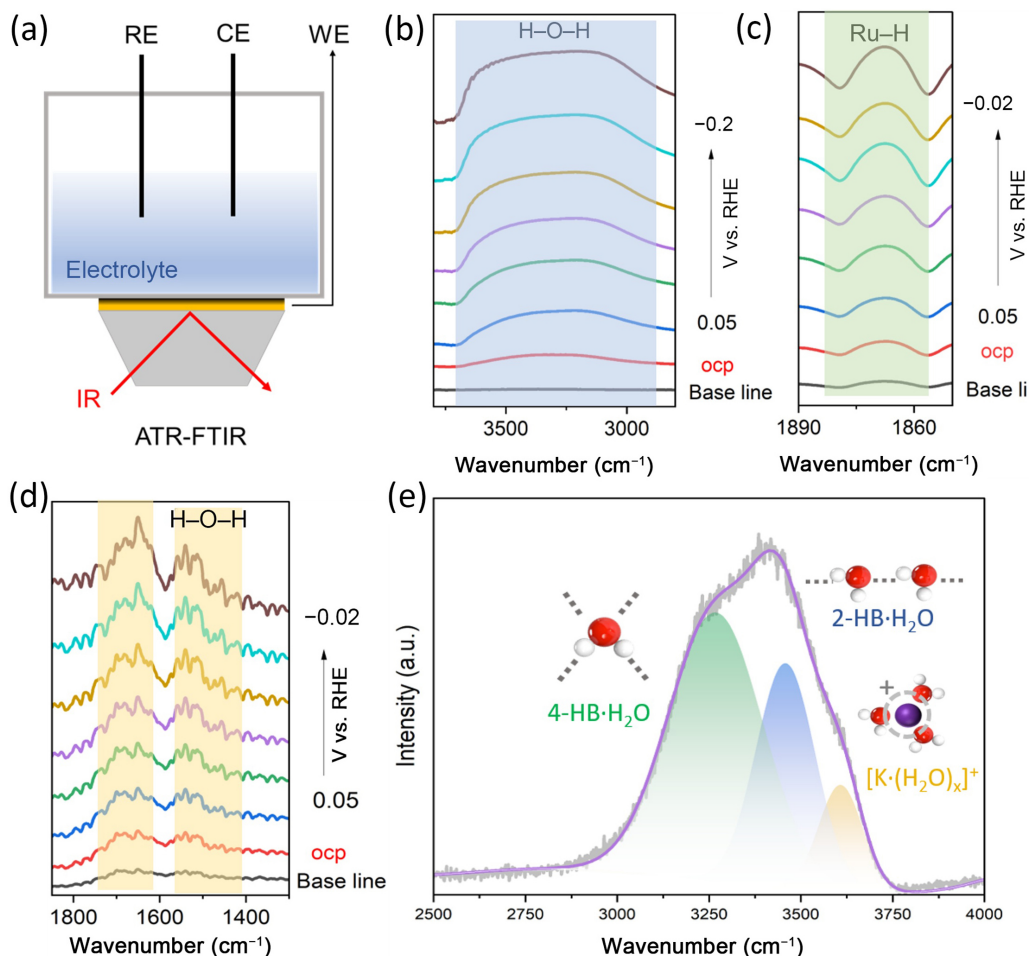 (a)
RE
CE
WE
Electrolyte
IR
ATR-FTIR
(b)
H–O–H
−0.2
V vs. RHE
0.05
ocp
Base line
3500
3000
Wavenumber (cm⁻¹)
(c)
Ru–H
−0.02
V vs. RHE
0.05
ocp
Base li
1890
1860
Wavenumber (cm⁻¹)
(d)
H–O–H
−0.02
V vs. RHE
0.05
ocp
Base line
1800
1600
1400
Wavenumber (cm⁻¹)
(e)
Intensity (a.u.)
4-HB·H₂O
2-HB·H₂O
+
[K·(H₂O)ₓ]⁺
2500
2750
3000
3250
3500
3750
4000
Wavenumber (cm⁻¹)